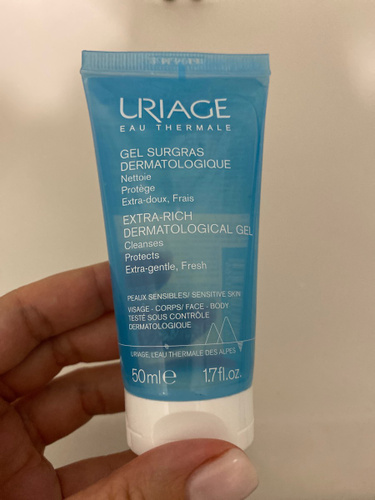 URIAGE
EAU THERMALE
GEL SURGRAS
DERMATOLOGIQUE
Nettoie
Protège
Extra-doux, Frais
EXTRA-RICH
DERMATOLOGICAL GEL
Cleanses
Protects
Extra-gentle, Fresh
PEAUX SENSIBLES/ SENSITIVE SKIN
VISAGE - CORPS/ FACE - BODY
TESTÉ SOUS CONTRÔLE
DERMATOLOGIQUE
URIAGE, L'EAU THERMALE DES ALPES
50ml e 1.7fl.oz.